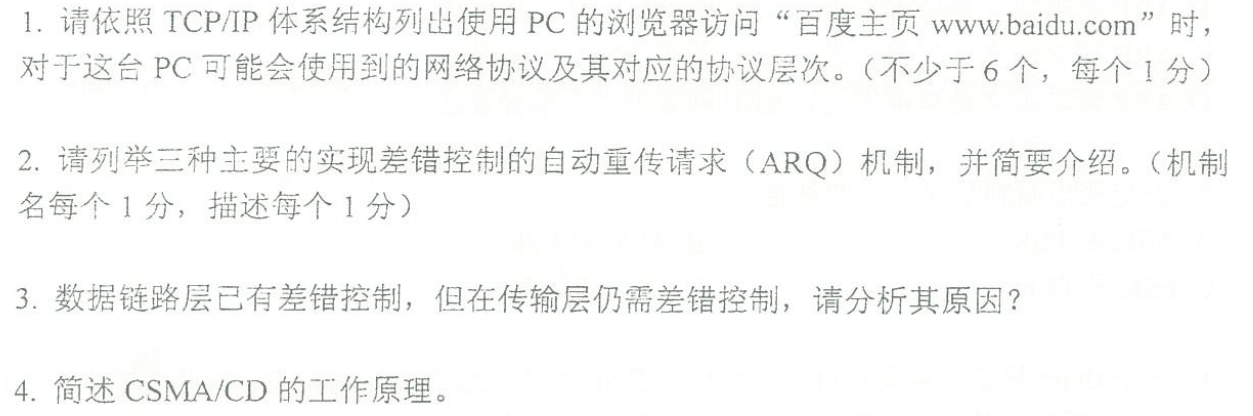 1. 请依照 TCP/IP 体系结构列出使用 PC 的浏览器访问“百度主页 www.baidu.com”时，
对于这台 PC 可能会使用到的网络协议及其对应的协议层次。（不少于 6 个，每个 1 分）
2. 请列举三种主要的实现差错控制的自动重传请求（ARQ）机制，并简要介绍。（机制
名每个 1 分，描述每个 1 分）
3. 数据链路层已有差错控制，但在传输层仍需差错控制，请分析其原因？
4. 简述 CSMA/CD 的工作原理。